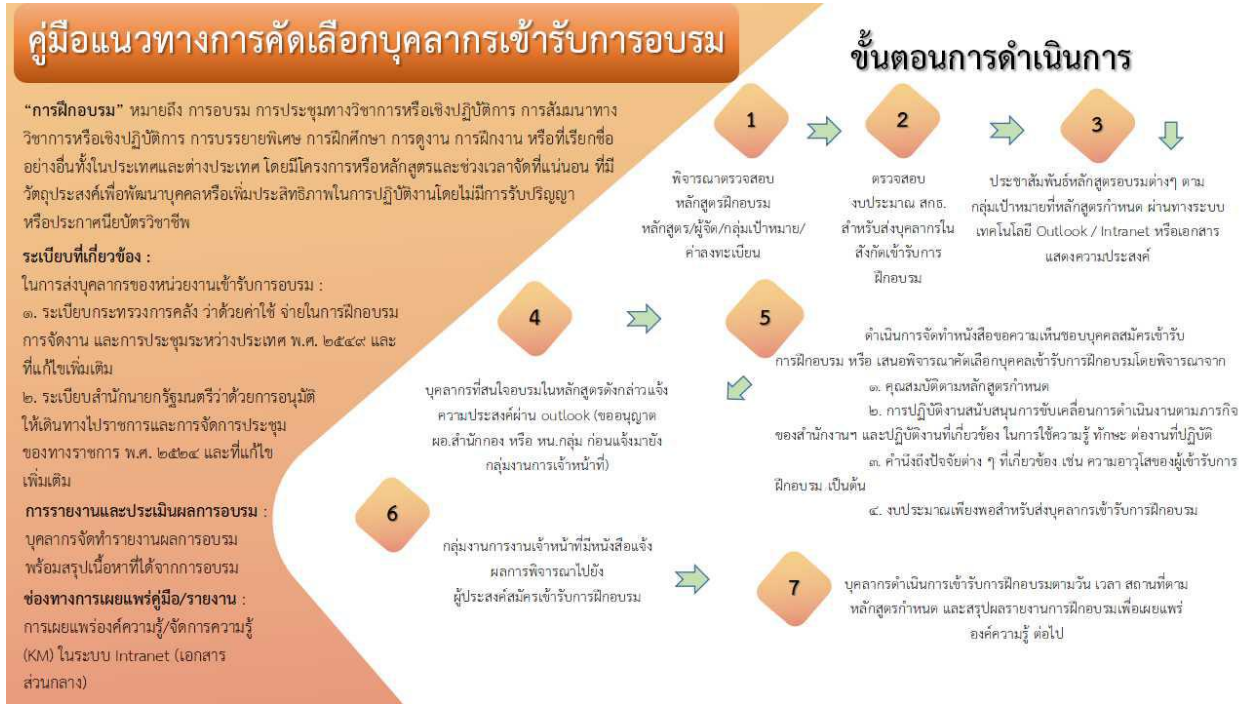 คู่มือแนวทางการคัดเลือกบุคลากรเข้ารับการอบรม
"การฝึกอบรม" หมายถึง การอบรม การประชุมทางวิชาการหรือเชิงปฏิบัติการ การสัมมนาทาง
วิชาการหรือเชิงปฏิบัติการ การบรรยายพิเศษ การฝึกศึกษา การดูงาน การฝึกงาน หรือที่เรียกชื่อ
อย่างอื่นทั้งในประเทศและต่างประเทศ โดยมีโครงการหรือหลักสูตรและช่วงเวลาจัดที่แน่นอน ที่มี
วัตถุประสงค์เพื่อพัฒนาบุคคลหรือเพิ่มประสิทธิภาพในการปฏิบัติงานโดยไม่มีการรับปริญญา
หรือประกาศนียบัตรวิชาชีพ
ระเบียบที่เกี่ยวข้อง :
ในการส่งบุคลากรของหน่วยงานเข้ารับการอบรม :
๑. ระเบียบกระทรวงการคลัง ว่าด้วยค่าใช้ จ่ายในการฝึกอบรม
การจัดงาน และการประชุมระหว่างประเทศ พ.ศ. ๒๕๔๙ และ
ที่แก้ไขเพิ่มเติม
๒. ระเบียบสำนักนายกรัฐมนตรีว่าด้วยการอนุมัติ
ให้เดินทางไปราชการและการจัดการประชุม
ของทางราชการ พ.ศ. ๒๕๒๔ และที่แก้ไข
เพิ่มเติม
การรายงานและประเมินผลการอบรม :
บุคลากรจัดทำรายงานผลการอบรม
พร้อมสรุปเนื้อหาที่ได้จากการอบรม
ช่องทางการเผยแพร่คู่มือ/รายงาน :
การเผยแพร่องค์ความรู้/จัดการความรู้
(KM) ในระบบ Intranet (เอกสาร
ส่วนกลาง)
ขั้นตอนการดำเนินการ
1
พิจารณาตรวจสอบ
หลักสูตรฝึกอบรม
หลักสูตร/ผู้จัด/กลุ่มเป้าหมาย/
ค่าลงทะเบียน
2
ตรวจสอบ
งบประมาณ สกธ.
สำหรับส่งบุคลากรใน
สังกัดเข้ารับการ
ฝึกอบรม
3
ประชาสัมพันธ์หลักสูตรอบรมต่างๆ ตาม
กลุ่มเป้าหมายที่หลักสูตรกำหนด ผ่านทางระบบ
เทคโนโลยี Outlook / Intranet หรือเอกสาร
แสดงความประสงค์
4
บุคลากรที่สนใจอบรมในหลักสูตรดังกล่าวแจ้ง
ความประสงค์ผ่าน outlook (ขออนุญาต
ผอ.สำนักกอง หรือ หน.กลุ่ม ก่อนแจ้งมายัง
กลุ่มงานการเจ้าหน้าที่)
5
ดำเนินการจัดทำหนังสือขอความเห็นชอบบุคคลสมัครเข้ารับ
การฝึกอบรม หรือ เสนอพิจารณาคัดเลือกบุคคลเข้ารับการฝึกอบรมโดยพิจารณาจาก
๑. คุณสมบัติตามหลักสูตรกำหนด
๒. การปฏิบัติงานสนับสนุนการขับเคลื่อนการดำเนินงานตามภารกิจ
ของสำนักงานฯ และปฏิบัติงานที่เกี่ยวข้อง ในการใช้ความรู้ ทักษะ ต่องานที่ปฏิบัติ
๓. คำนึงถึงปัจจัยต่าง ๆ ที่เกี่ยวข้อง เช่น ความอาวุโสของผู้เข้ารับการ
ฝึกอบรม เป็นต้น
๔. งบประมาณเพียงพอสำหรับส่งบุคลากรเข้ารับการฝึกอบรม
6
กลุ่มงานการงานเจ้าหน้าที่มีหนังสือแจ้ง
ผลการพิจารณาไปยัง
ผู้ประสงค์สมัครเข้ารับการฝึกอบรม
7
บุคลากรดำเนินการเข้ารับการฝึกอบรมตามวัน เวลา สถานที่ตาม
หลักสูตรกำหนด และสรุปผลรายงานการฝึกอบรมเพื่อเผยแพร่
องค์ความรู้ ต่อไป